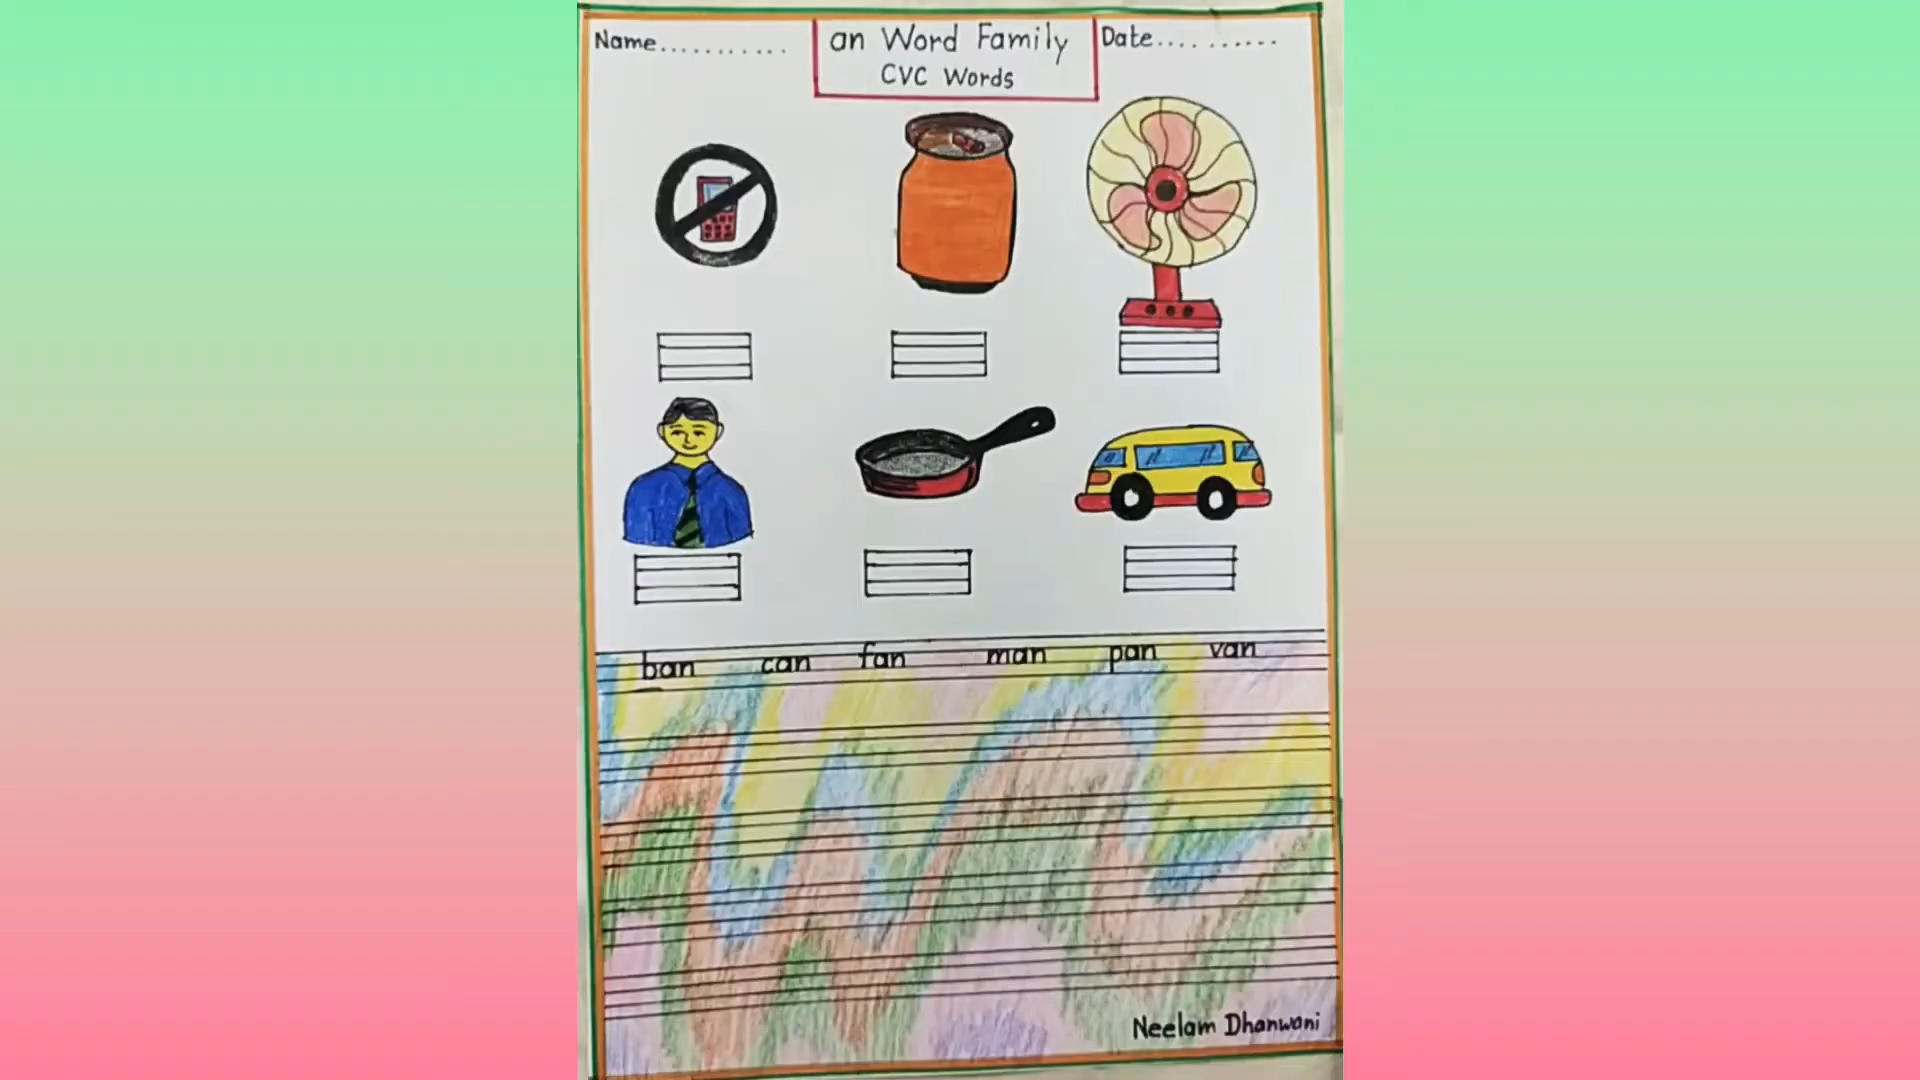 Name...........
an Word Family
CVC Words
Date..........
ban can fan man pan van
Neelam Dhanwani